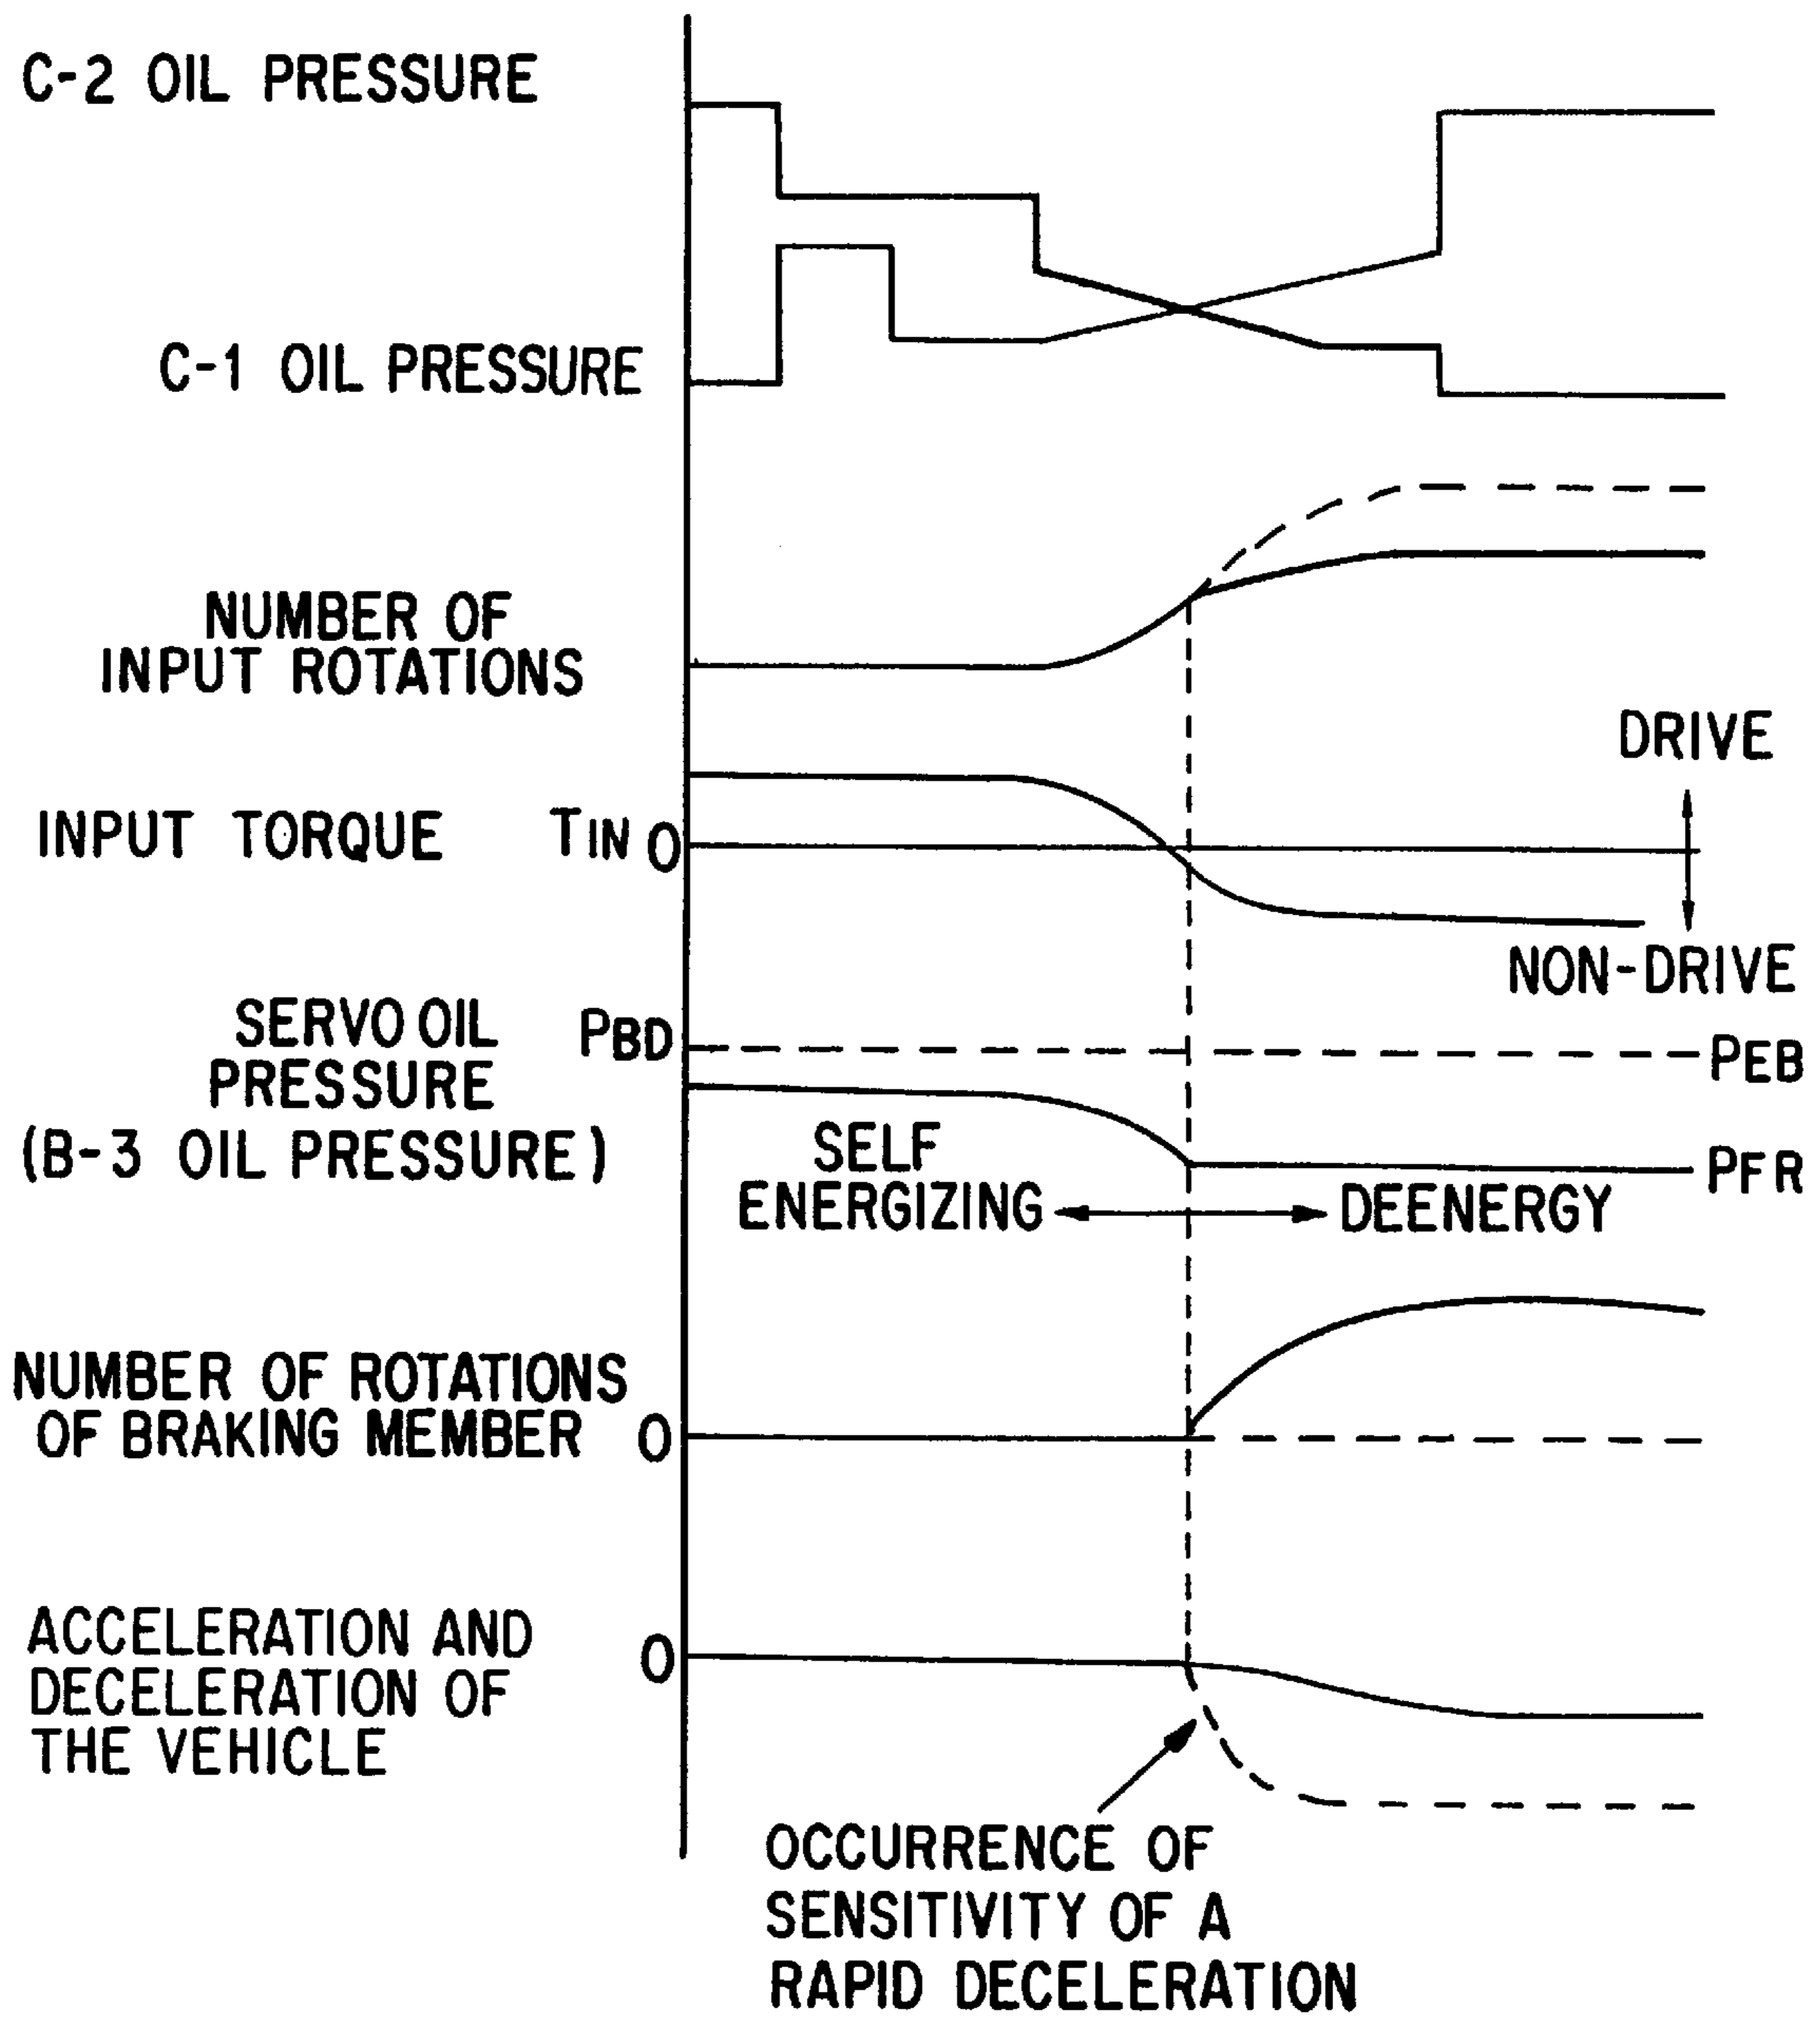 C-2 OIL PRESSURE
C-1 OIL PRESSURE
NUMBER OF
INPUT ROTATIONS
DRIVE
INPUT TORQUE TIN 0
NON-DRIVE
SERVO OIL
PRESSURE
(B-3 OIL PRESSURE)
PBD
PEB
SELF
ENERGIZING
DEENERGY
PFR
NUMBER OF ROTATIONS
OF BRAKING MEMBER 0
ACCELERATION AND
DECELERATION OF
THE VEHICLE
0
OCCURRENCE OF
SENSITIVITY OF A
RAPID DECELERATION